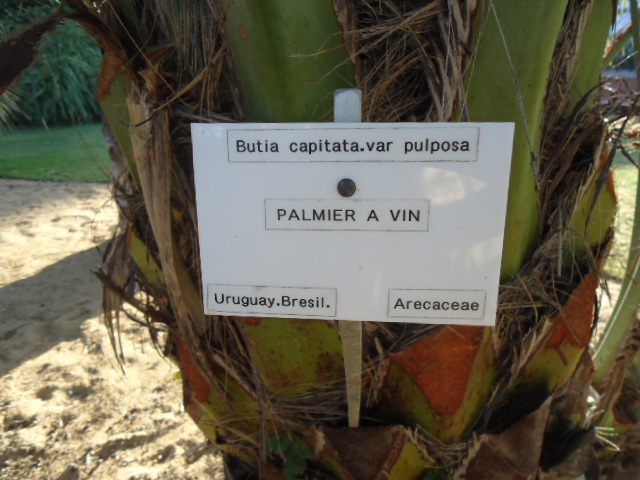 Butia capitata.var pulposa
PALMIER A VIN
Uruguay.Bresil.
Arecaceae